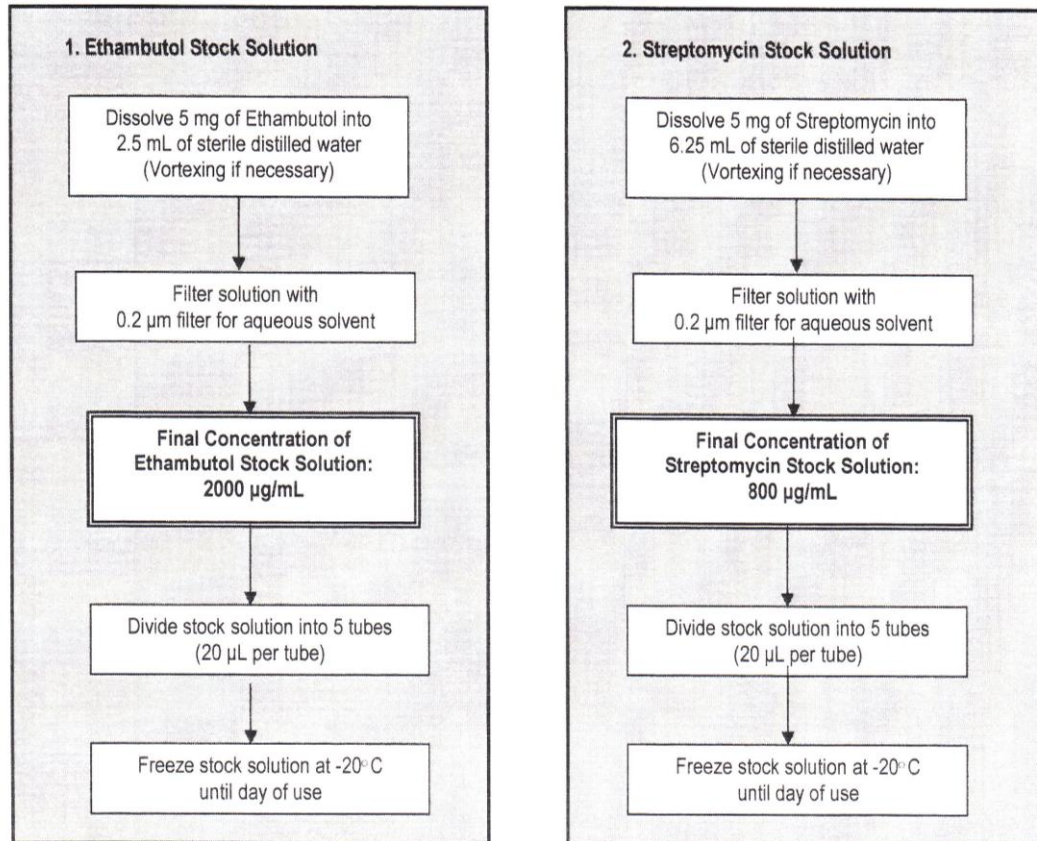 1. Ethambutol Stock Solution
Dissolve 5 mg of Ethambutol into
2.5 mL of sterile distilled water
(Vortexing if necessary)
Filter solution with
0.2 µm filter for aqueous solvent
Final Concentration of
Ethambutol Stock Solution:
2000 µg/mL
Divide stock solution into 5 tubes
(20 µL per tube)
Freeze stock solution at -20°C
until day of use
2. Streptomycin Stock Solution
Dissolve 5 mg of Streptomycin into
6.25 mL of sterile distilled water
(Vortexing if necessary)
Filter solution with
0.2 µm filter for aqueous solvent
Final Concentration of
Streptomycin Stock Solution:
800 µg/mL
Divide stock solution into 5 tubes
(20 µL per tube)
Freeze stock solution at -20°C
until day of use